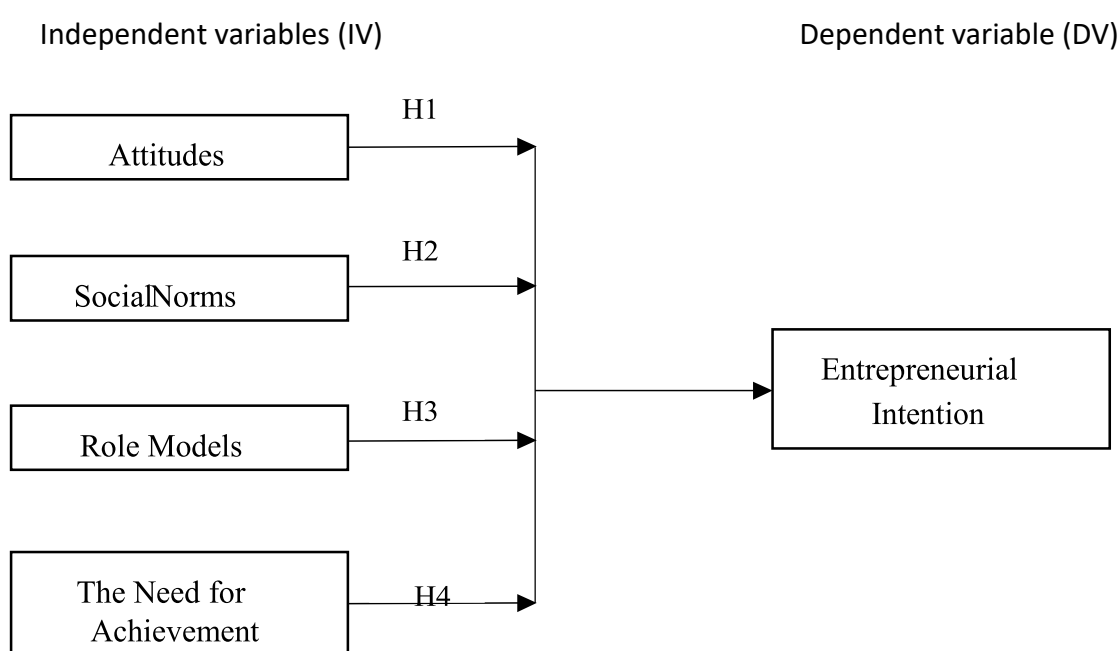 Independent variables (IV)
Dependent variable (DV)
H1
Attitudes
H2
SocialNorms
Entrepreneurial
Intention
H3
Role Models
The Need for
Achievement
H4